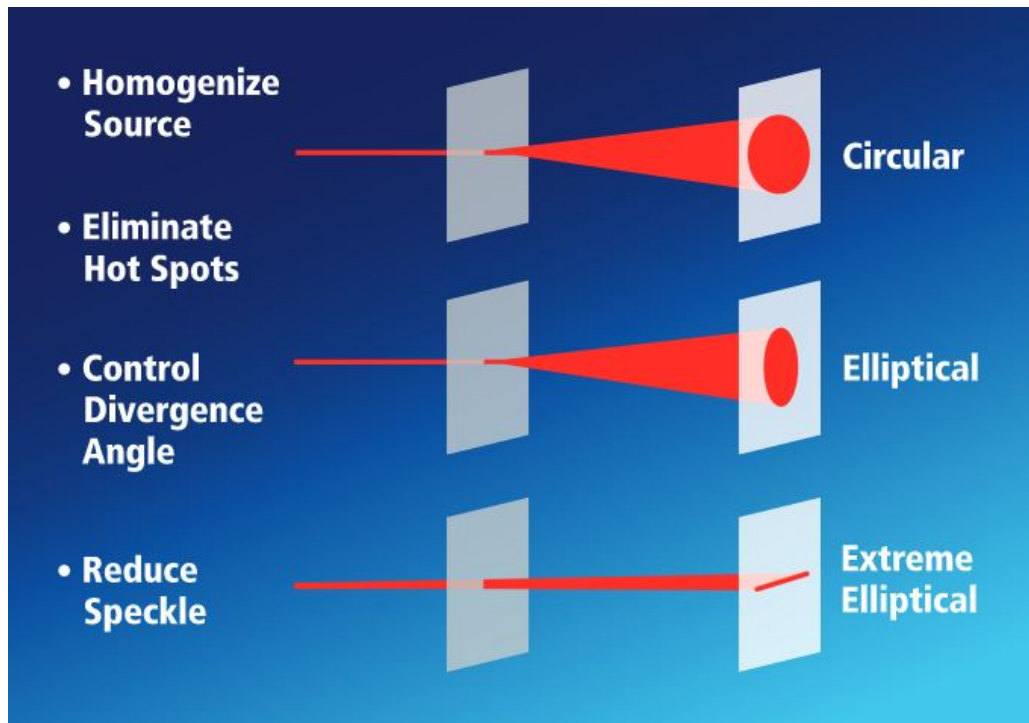 • Homogenize
Source
• Eliminate
Hot Spots
• Control
Divergence
Angle
• Reduce
Speckle
Circular
Elliptical
Extreme
Elliptical